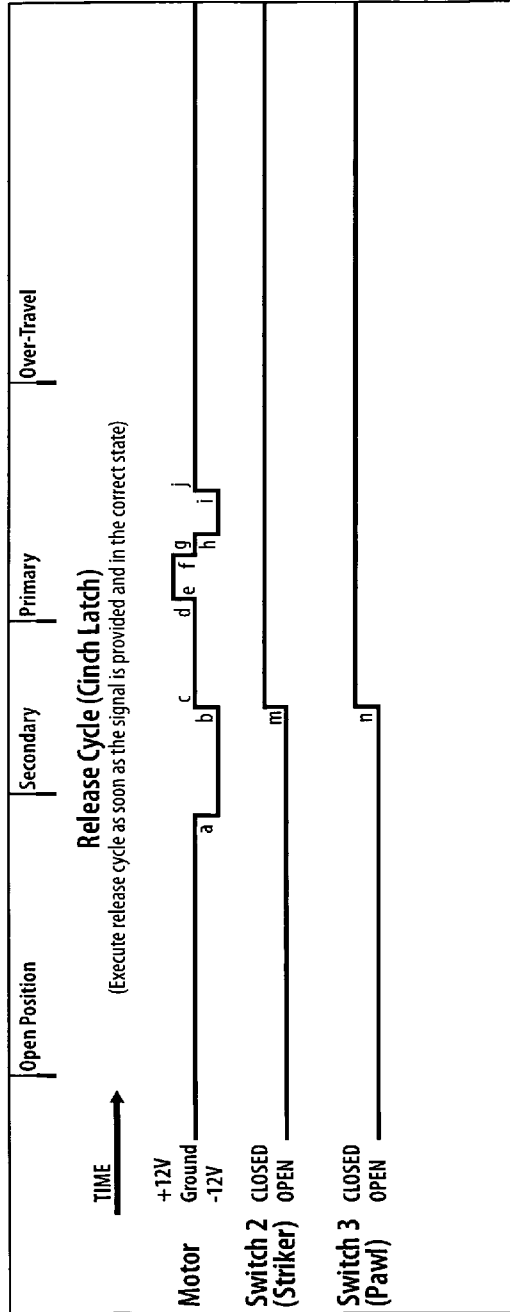 Open Position
Secondary
Primary
Over-Travel
Release Cycle (Cinch Latch)
(Execute release cycle as soon as the signal is provided and in the correct state)
TIME
Motor
+12V
Ground
-12V
a
b
c
d
e
f
g
h
i
j
Switch 2
(Striker)
CLOSED
OPEN
m
Switch 3
(Pawl)
CLOSED
OPEN
n